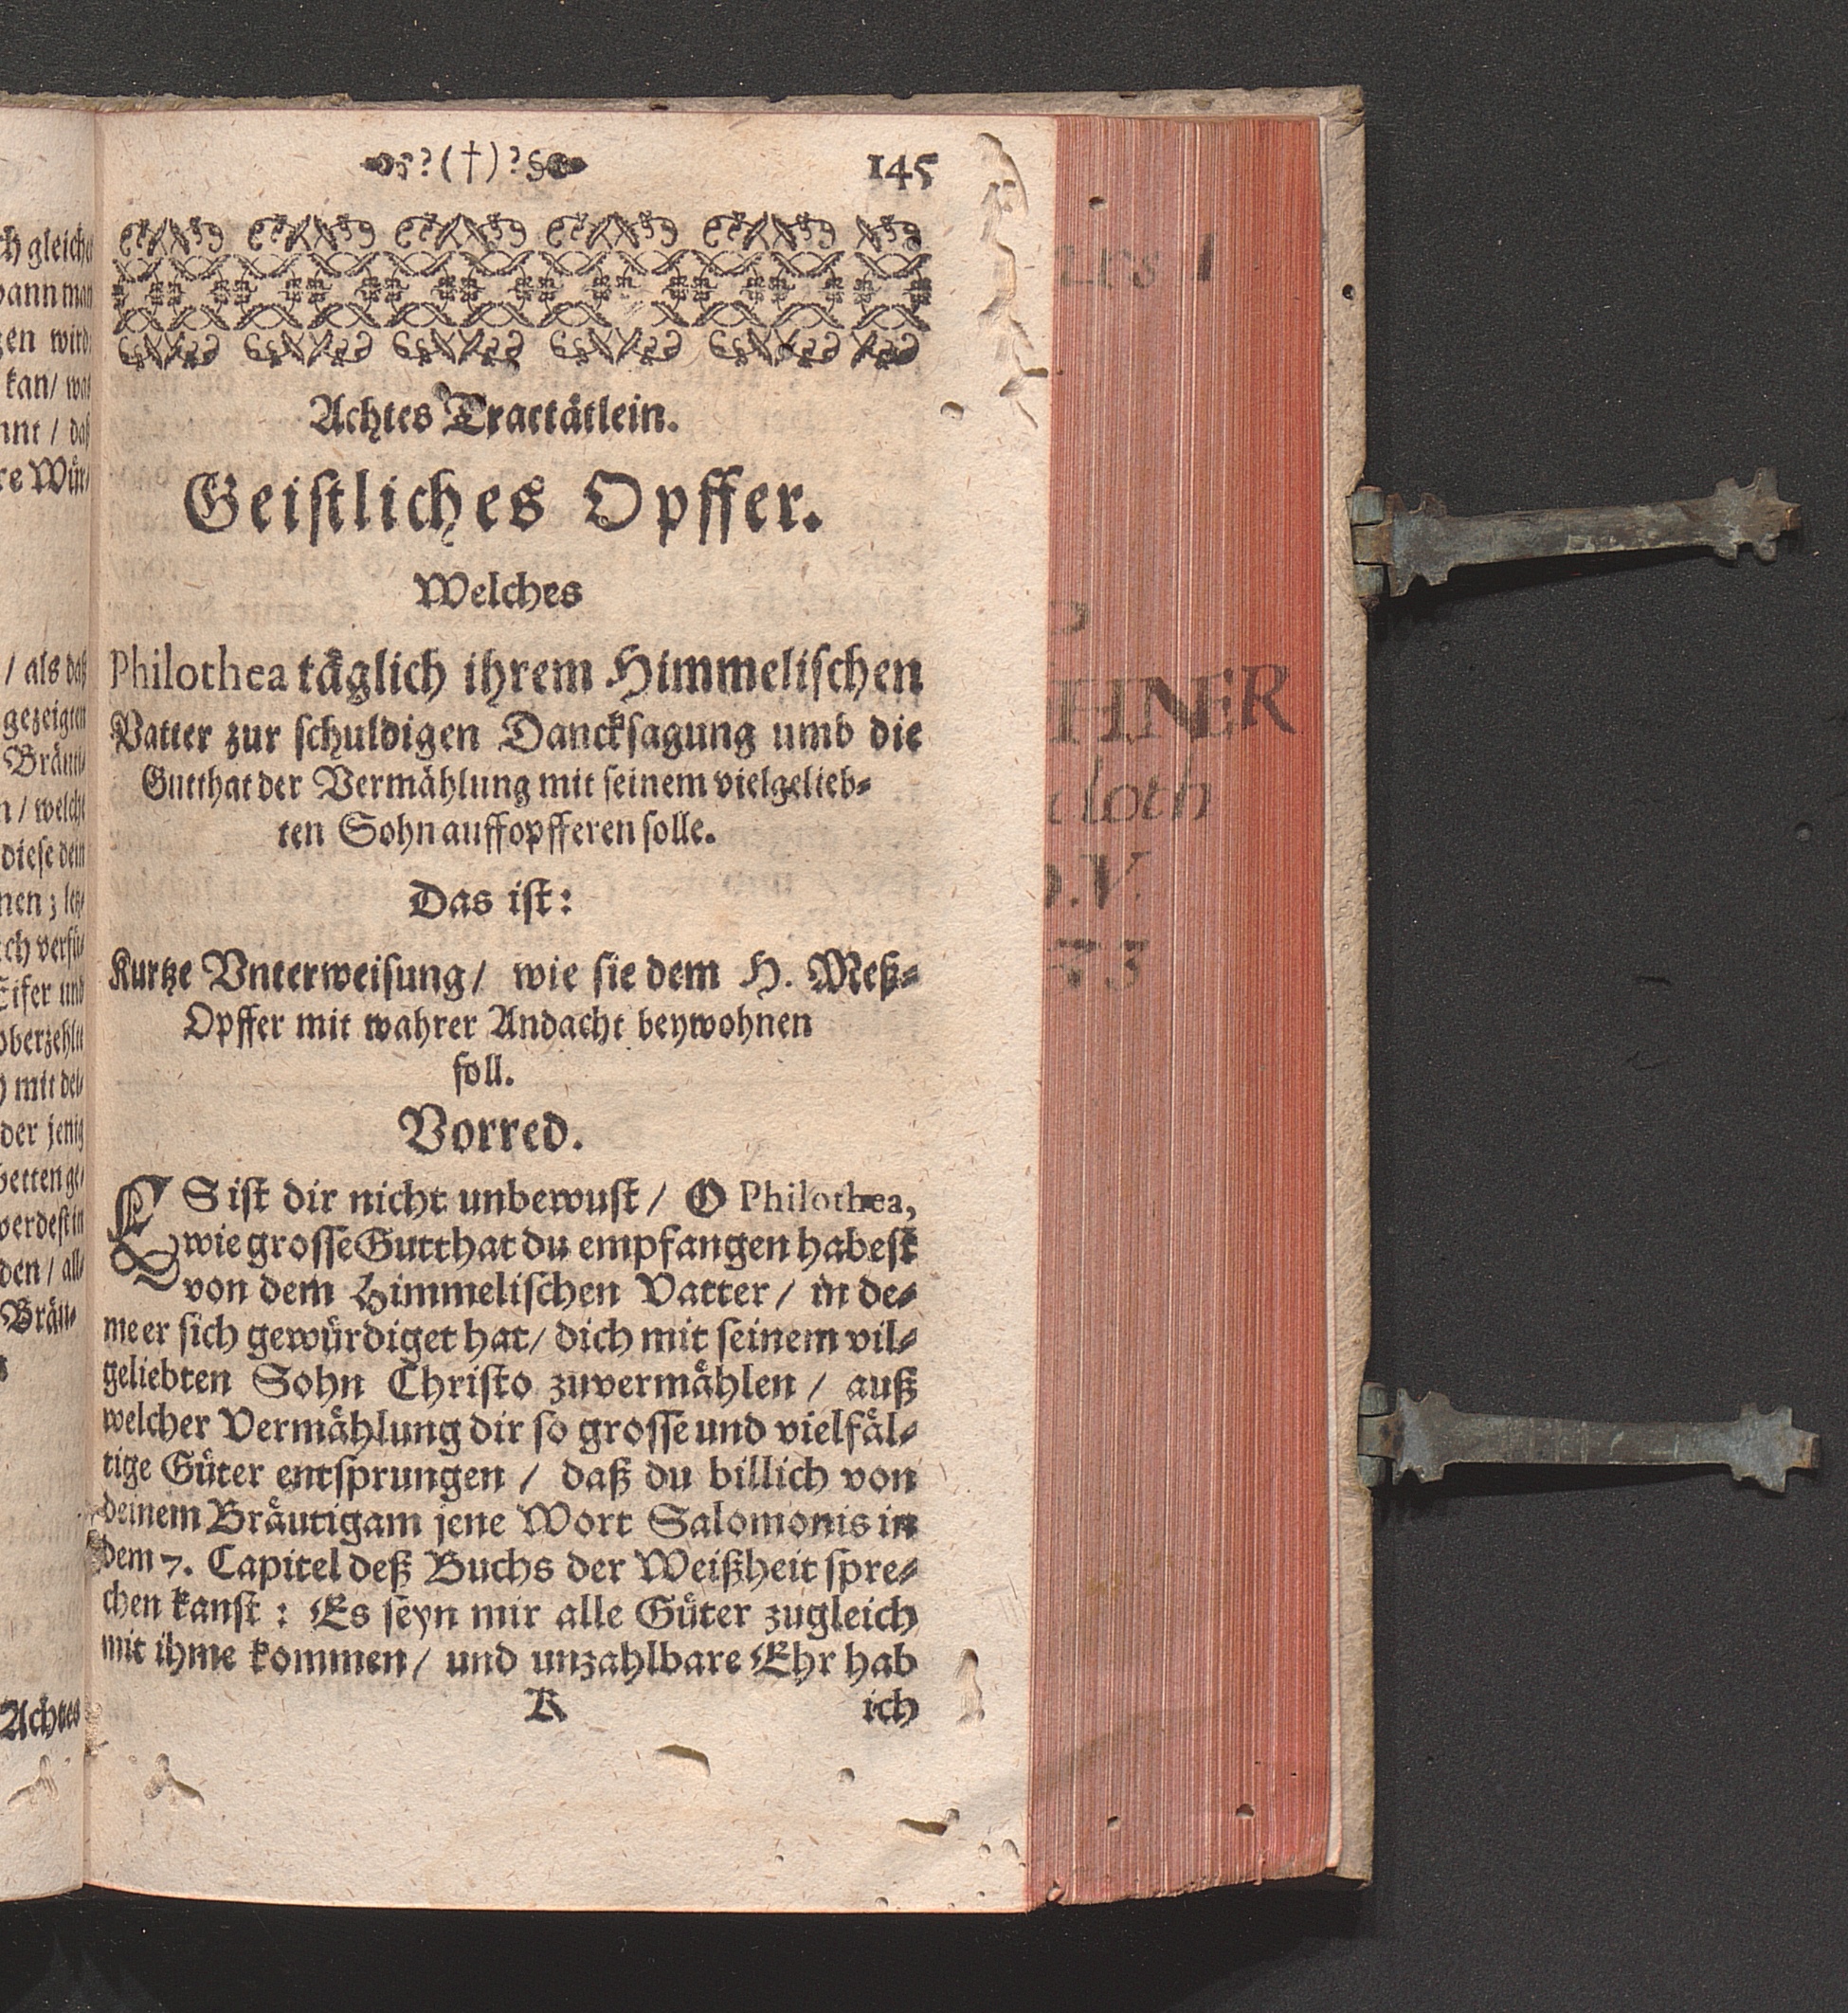 145
Achtes Tractätlein.
Geistliches Opffer.
Welches
Philothea täglich ihrem Himmelischen
Vatter zur schuldigen Dancksagung umb die
Gutthat der Vermählung mit seinem vielgelieb-
ten Sohn auffopfferen solle.
Das ist:
Kurtze Vnterweisung/ wie sie dem H. Meß-
Opffer mit wahrer Andacht beywohnen
soll.
Vorred.
ES ist dir nicht unbewust/ O Philothea,
wie grosse Gutthat du empfangen habest
von dem Himmelischen Vatter/ in de-
me er sich gewürdiget hat/ dich mit seinem vil-
geliebten Sohn Christo zuvermählen/ auß
welcher Vermählung dir so grosse und vielfäl-
tige Güter entsprungen/ daß du billich von
deinem Bräutigam jene Wort Salomonis in
dem 7. Capitel deß Buchs der Weißheit spre-
chen kanst: Es seyn mir alle Güter zugleich
mit ihme kommen/ und unzahlbare Ehr hab
K ich
Achtes
HNER
loth